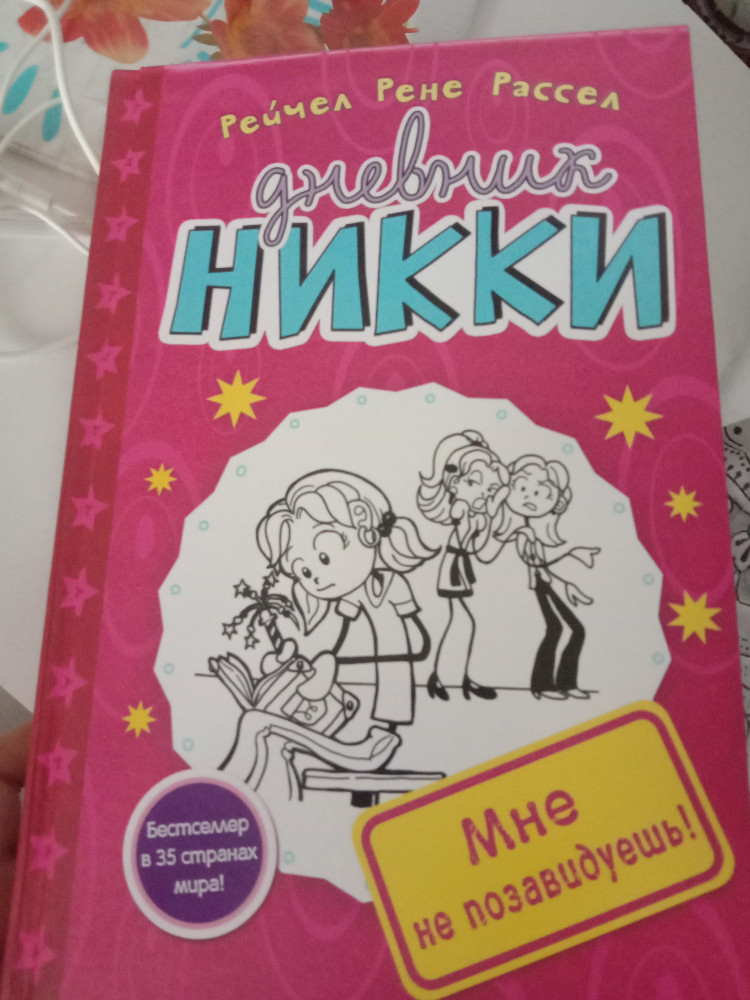 Рейчел Рене Рассел
дневник
НИККИ
Бестселлер
в 35 странах
мира!
Мне
не позавидуешь!